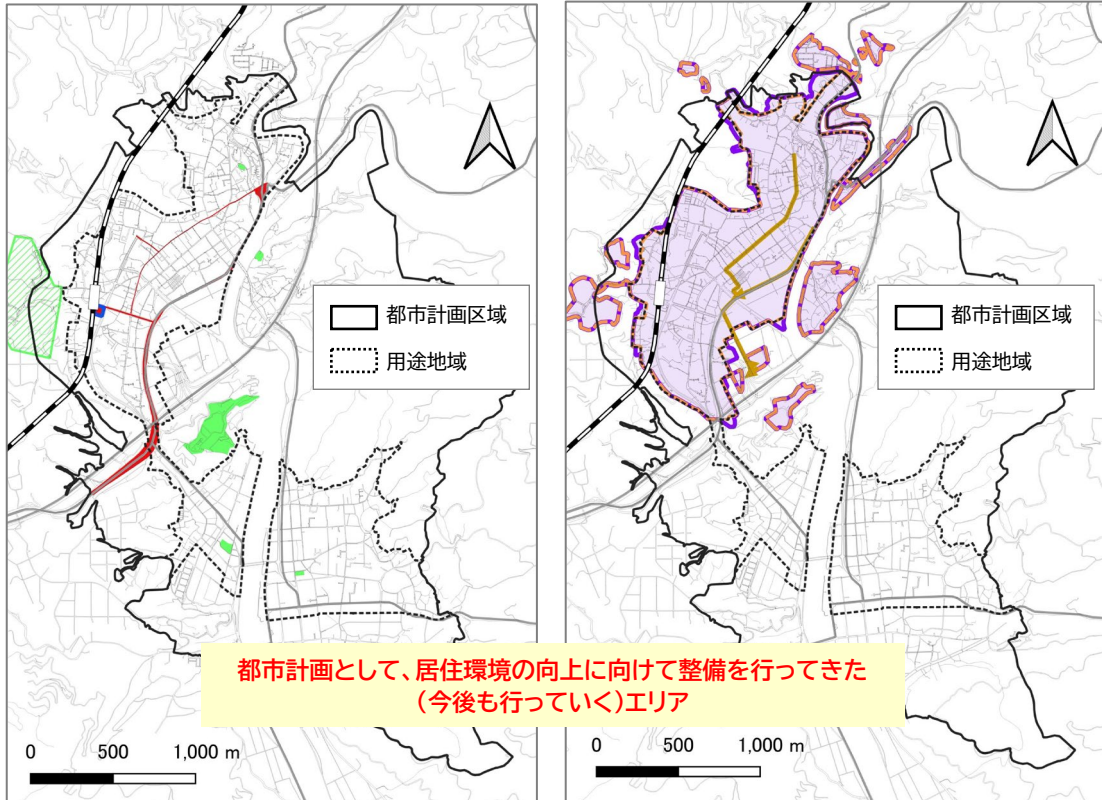 都市計画区域
用途地域
都市計画区域
用途地域
都市計画として、居住環境の向上に向けて整備を行ってきた
(今後も行っていく)エリア
0 500 1,000 m
0 500 1,000 m